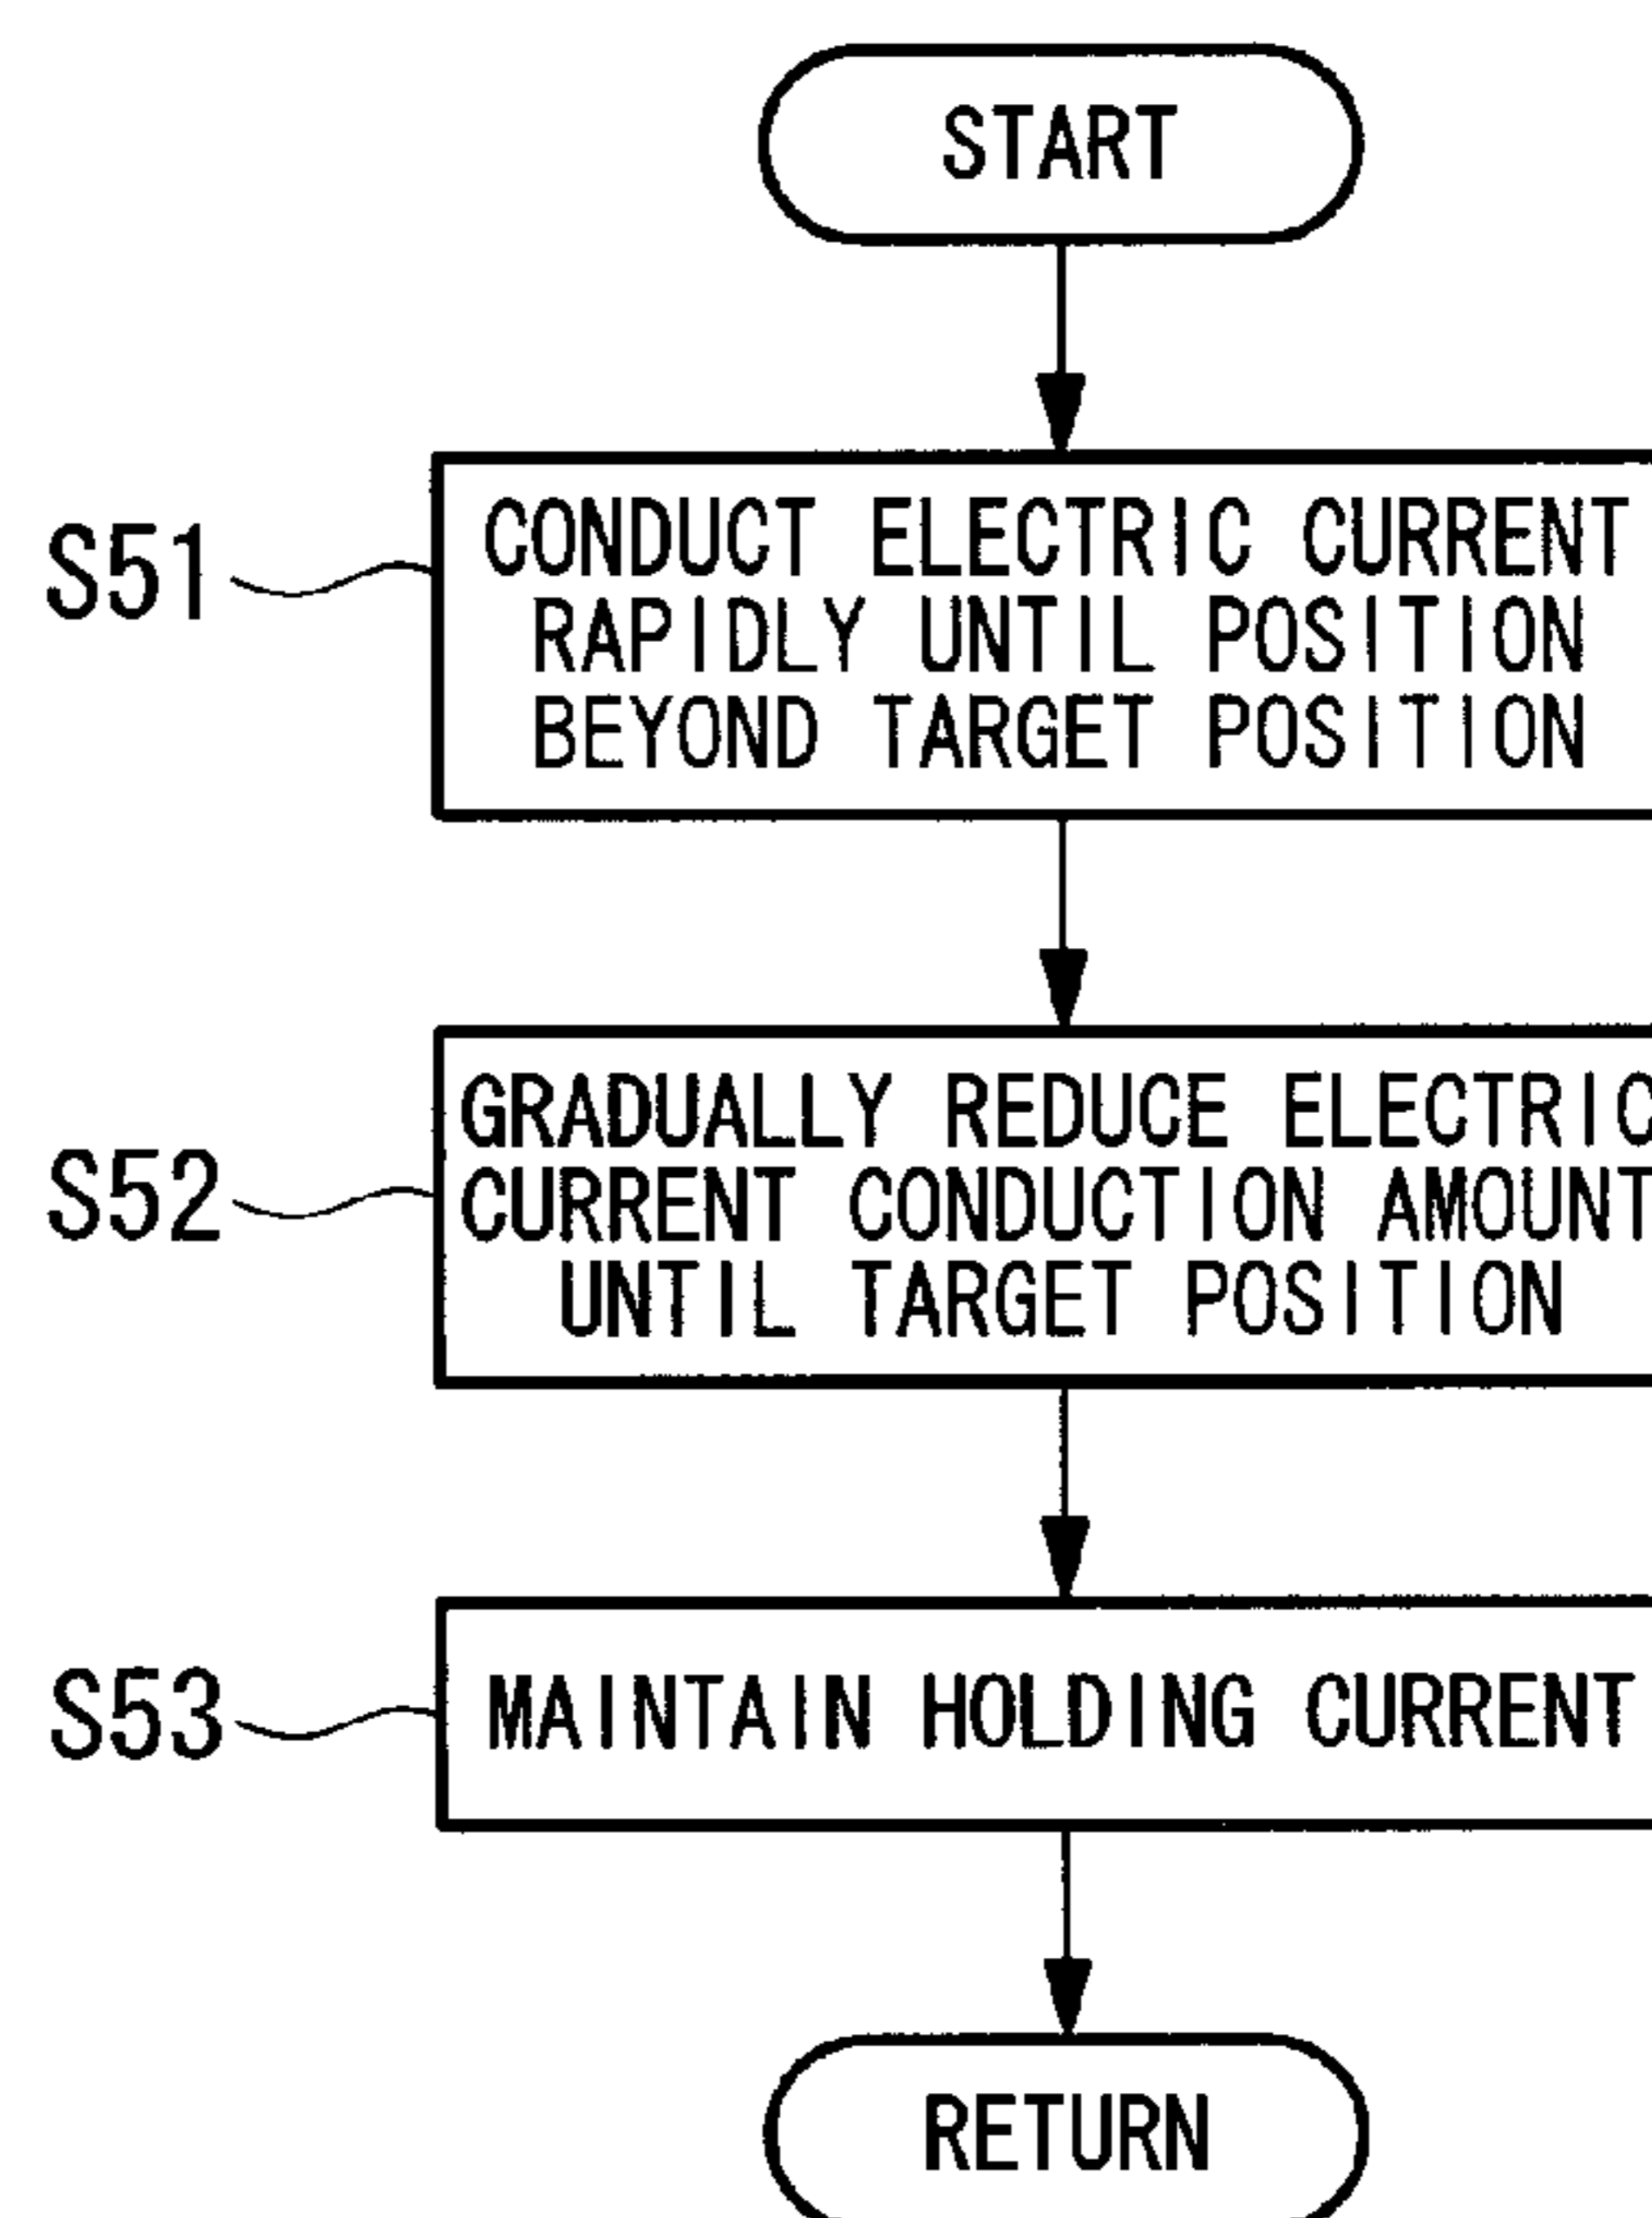 START
S51
CONDUCT ELECTRIC CURRENT
RAPIDLY UNTIL POSITION
BEYOND TARGET POSITION
S52
GRADUALLY REDUCE ELECTRIC
CURRENT CONDUCTION AMOUNT
UNTIL TARGET POSITION
S53
MAINTAIN HOLDING CURRENT
RETURN